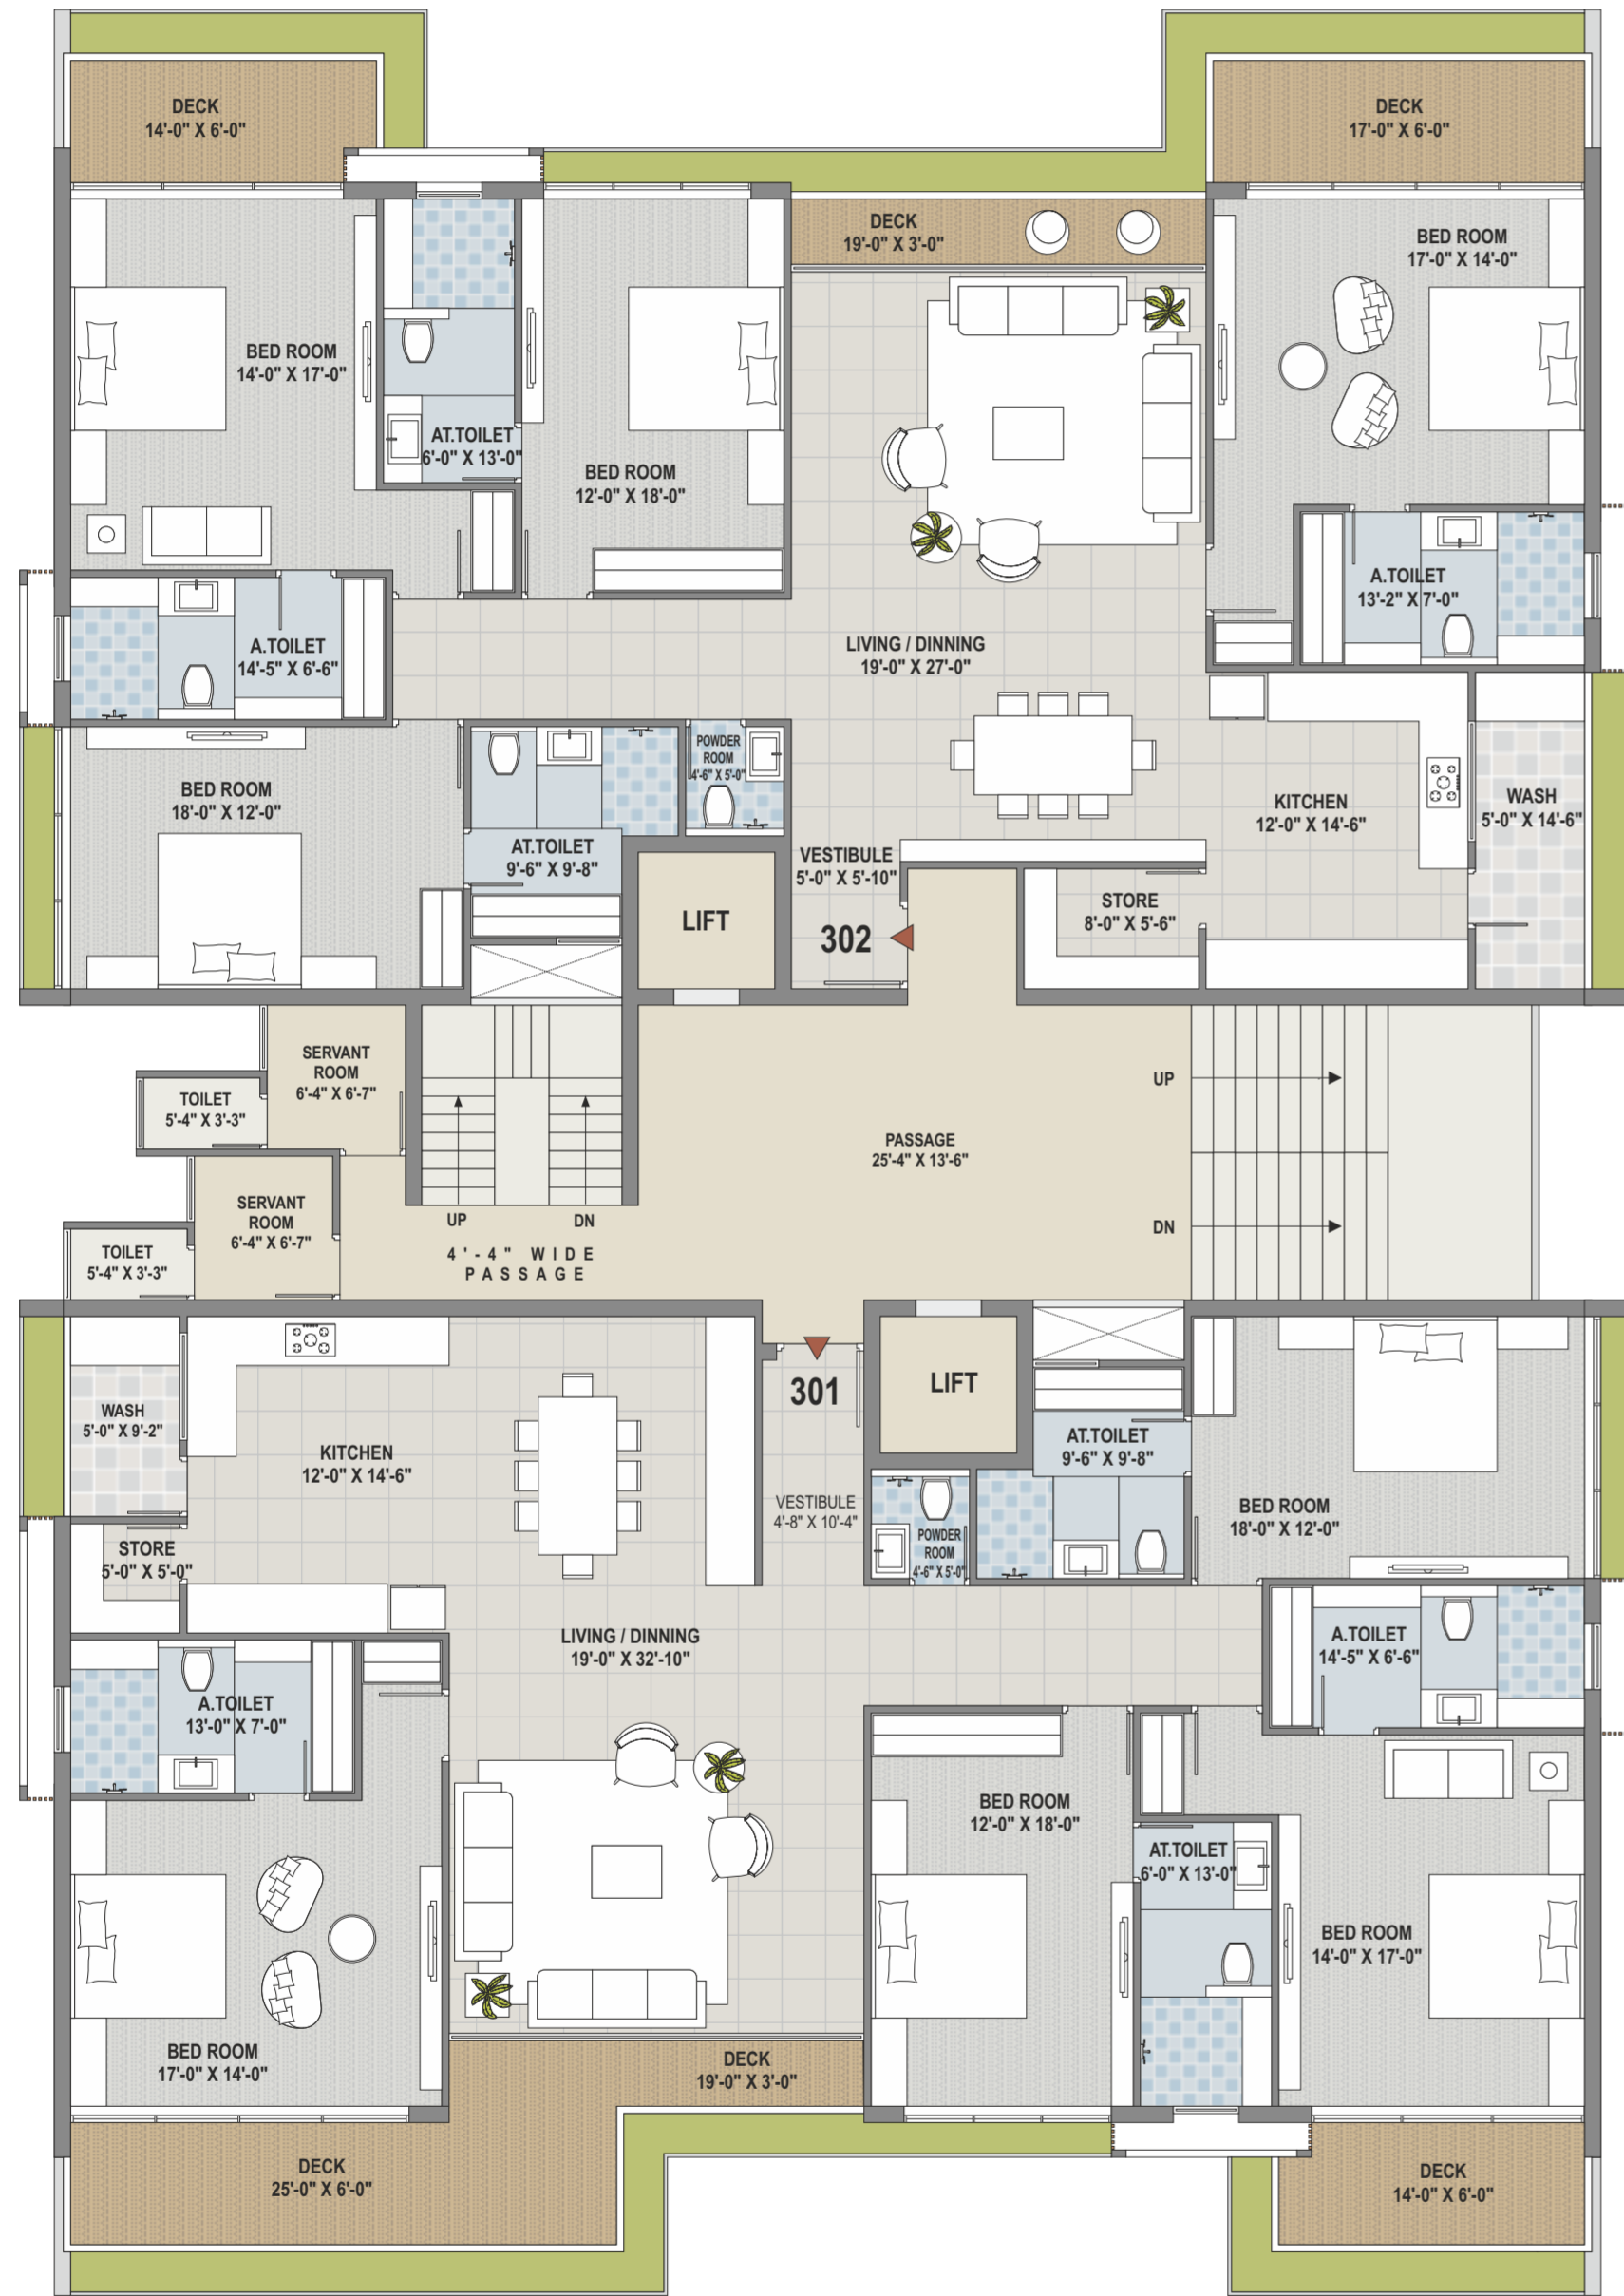 DECK
14'-0" X 6'-0"
DECK
17'-0" X 6'-0"
DECK
19'-0" X 3'-0"
BED ROOM
17'-0" X 14'-0"
BED ROOM
14'-0" X 17'-0"
AT.TOILET
6'-0" X 13'-0"
BED ROOM
12'-0" X 18'-0"
A.TOILET
13'-2" X 7'-0"
A.TOILET
14'-5" X 6'-6"
LIVING / DINNING
19'-0" X 27'-0"
POWDER
ROOM
4'-6" X 5'-0"
BED ROOM
18'-0" X 12'-0"
KITCHEN
12'-0" X 14'-6"
WASH
5'-0" X 14'-6"
AT.TOILET
9'-6" X 9'-8"
VESTIBULE
5'-0" X 5'-10"
LIFT
302
STORE
8'-0" X 5'-6"
SERVANT
ROOM
6'-4" X 6'-7"
TOILET
5'-4" X 3'-3"
UP
PASSAGE
25'-4" X 13'-6"
SERVANT
ROOM
6'-4" X 6'-7"
UP
DN
DN
TOILET
5'-4" X 3'-3"
4'-4" WIDE
PASSAGE
301
LIFT
WASH
5'-0" X 9'-2"
KITCHEN
12'-0" X 14'-6"
AT.TOILET
9'-6" X 9'-8"
VESTIBULE
4'-8" X 10'-4"
BED ROOM
18'-0" X 12'-0"
POWDER
ROOM
4'-6" X 5'-0"
STORE
5'-0" X 5'-0"
LIVING / DINNING
19'-0" X 32'-10"
A.TOILET
14'-5" X 6'-6"
A.TOILET
13'-0" X 7'-0"
BED ROOM
12'-0" X 18'-0"
AT.TOILET
6'-0" X 13'-0"
BED ROOM
14'-0" X 17'-0"
BED ROOM
17'-0" X 14'-0"
DECK
19'-0" X 3'-0"
DECK
25'-0" X 6'-0"
DECK
14'-0" X 6'-0"